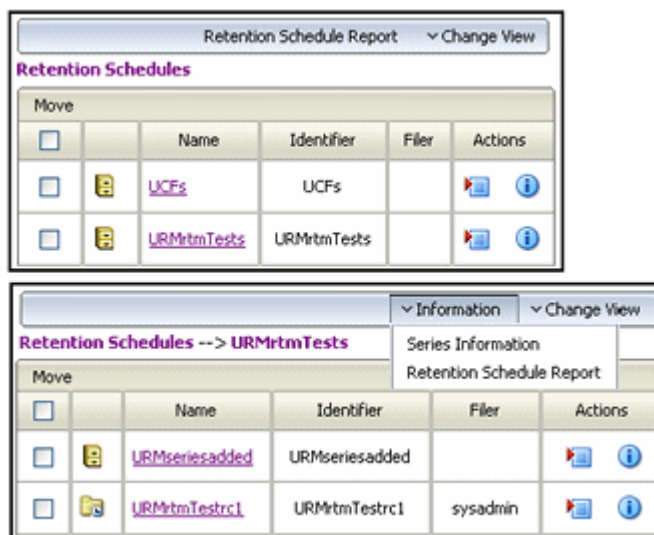 Retention Schedule Report Change View
Retention Schedules
Move
Name Identifier Filer Actions
UCFs UCFs
URMrtmTests URMrtmTests
Information Change View
Retention Schedules --> URMrtmTests
Series Information
Retention Schedule Report
Move
Name Identifier Filer Actions
URMseriesadded URMseriesadded
URMrtmTestrc1 URMrtmTestrc1 sysadmin